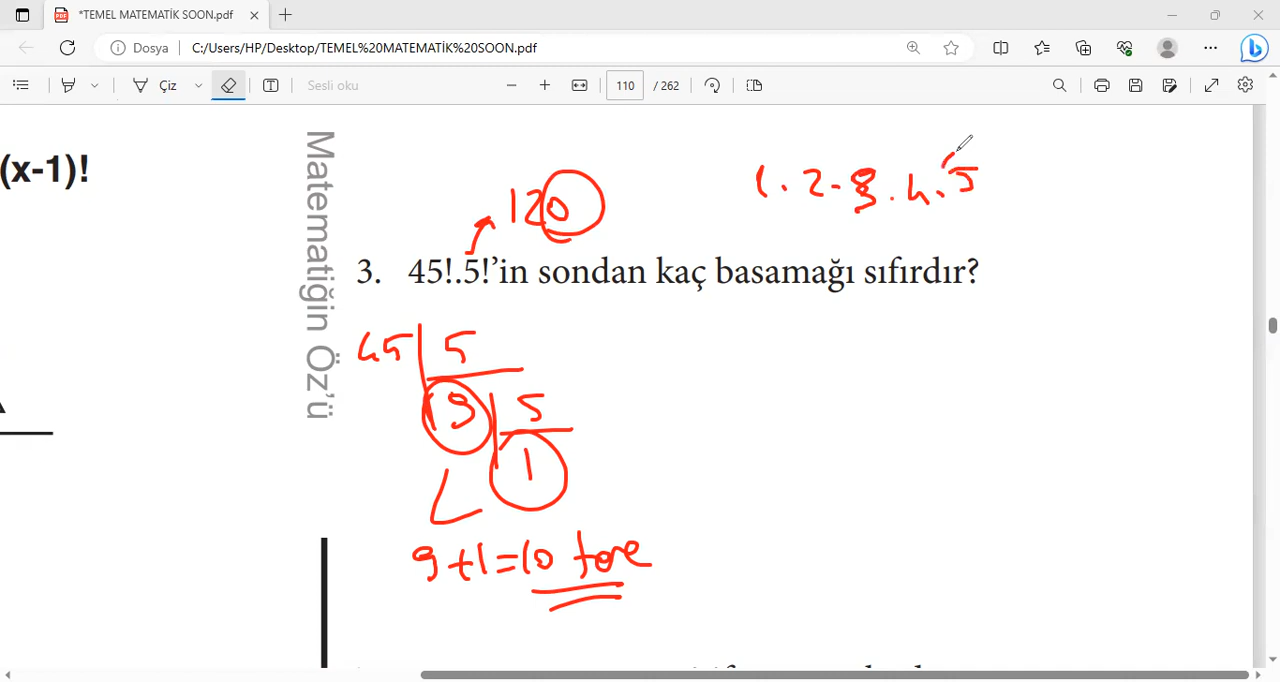 *TEMEL MATEMATİK SOON.pdf
Dosya C:/Users/HP/Desktop/TEMEL%20MATEMATİK%20SOON.pdf
Çiz Sesli oku 110 / 262
(x-1)!
Matematiğin Öz'ü
1.2.3.4.5
120
3. 45!.5!'in sondan kaç basamağı sıfırdır?
45 5
9 5
1
9+1=10 tane